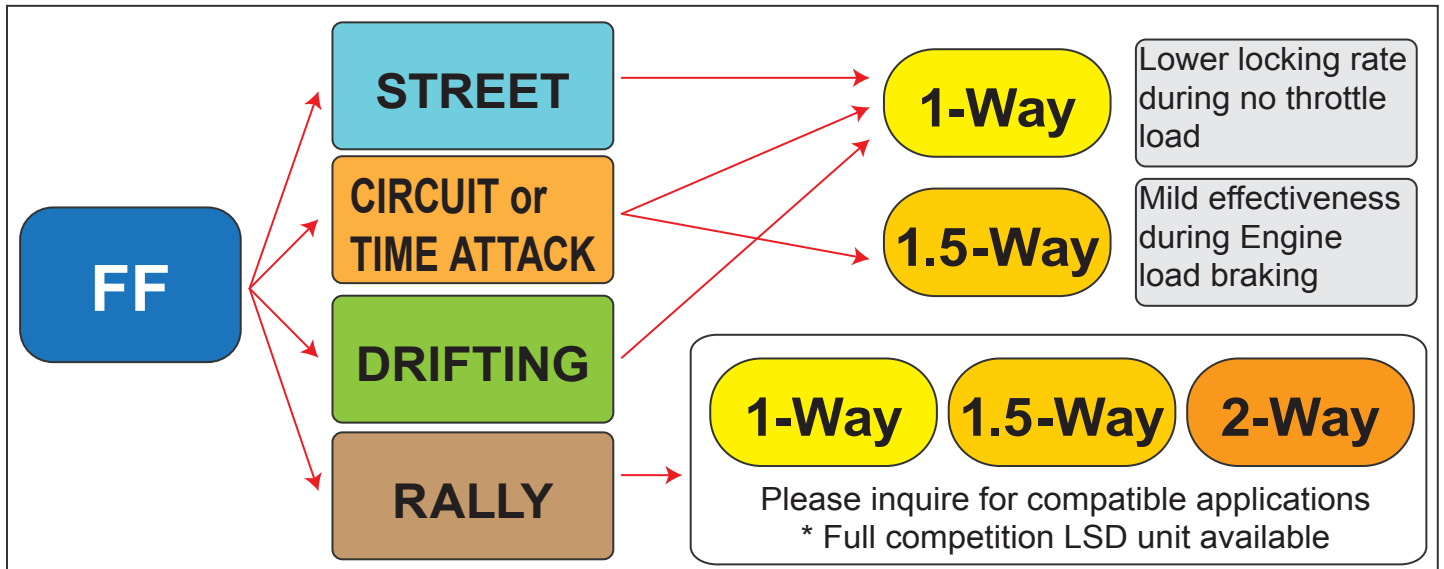 FF
STREET
CIRCUIT or
TIME ATTACK
DRIFTING
RALLY
1-Way
Lower locking rate
during no throttle
load
1.5-Way
Mild effectiveness
during Engine
load braking
1-Way
1.5-Way
2-Way
Please inquire for compatible applications
* Full competition LSD unit available